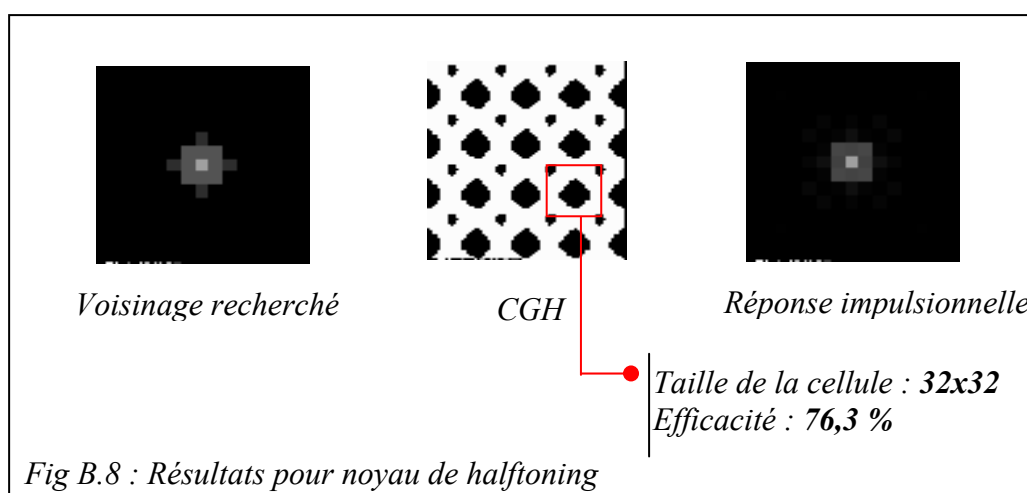 Voisinage recherché
CGH
Réponse impulsionnelle
Taille de la cellule : 32x32
Efficacité : 76,3 %
Fig B.8 : Résultats pour noyau de halftoning